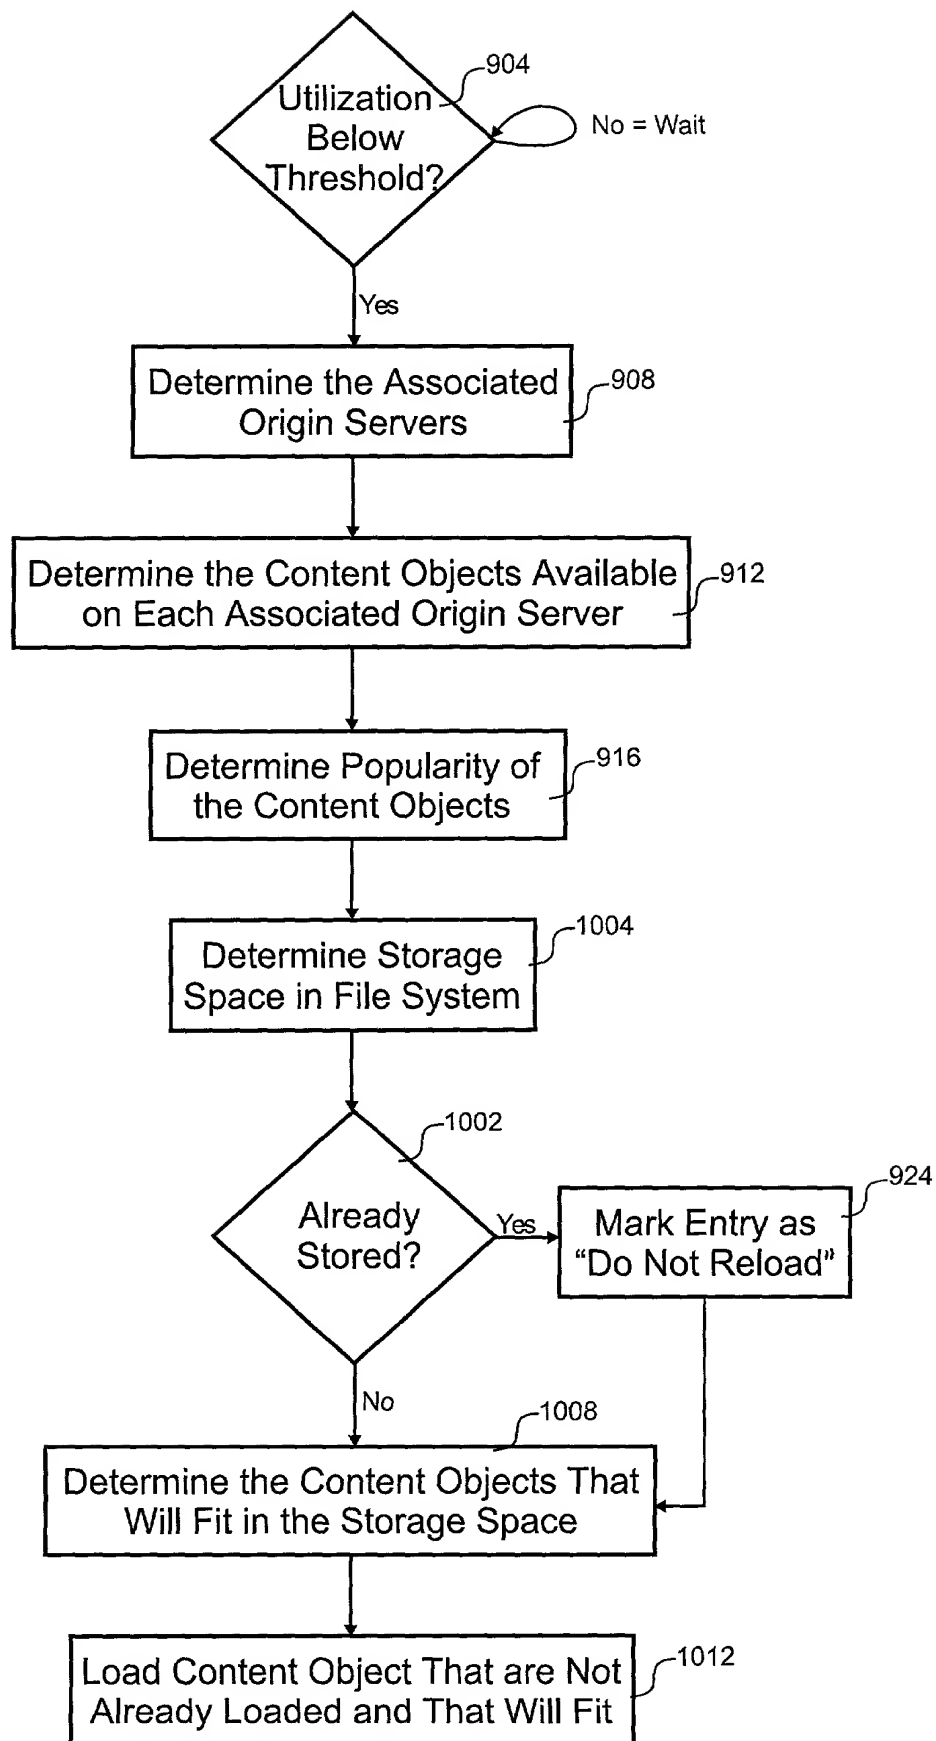 904
Utilization
Below
Threshold?
No = Wait
Yes
Determine the Associated
Origin Servers
908
Determine the Content Objects Available
on Each Associated Origin Server
912
Determine Popularity of
the Content Objects
916
Determine Storage
Space in File System
1004
1002
Already
Stored?
Yes
Mark Entry as
“Do Not Reload”
924
No
1008
Determine the Content Objects That
Will Fit in the Storage Space
Load Content Object That are Not
Already Loaded and That Will Fit
1012